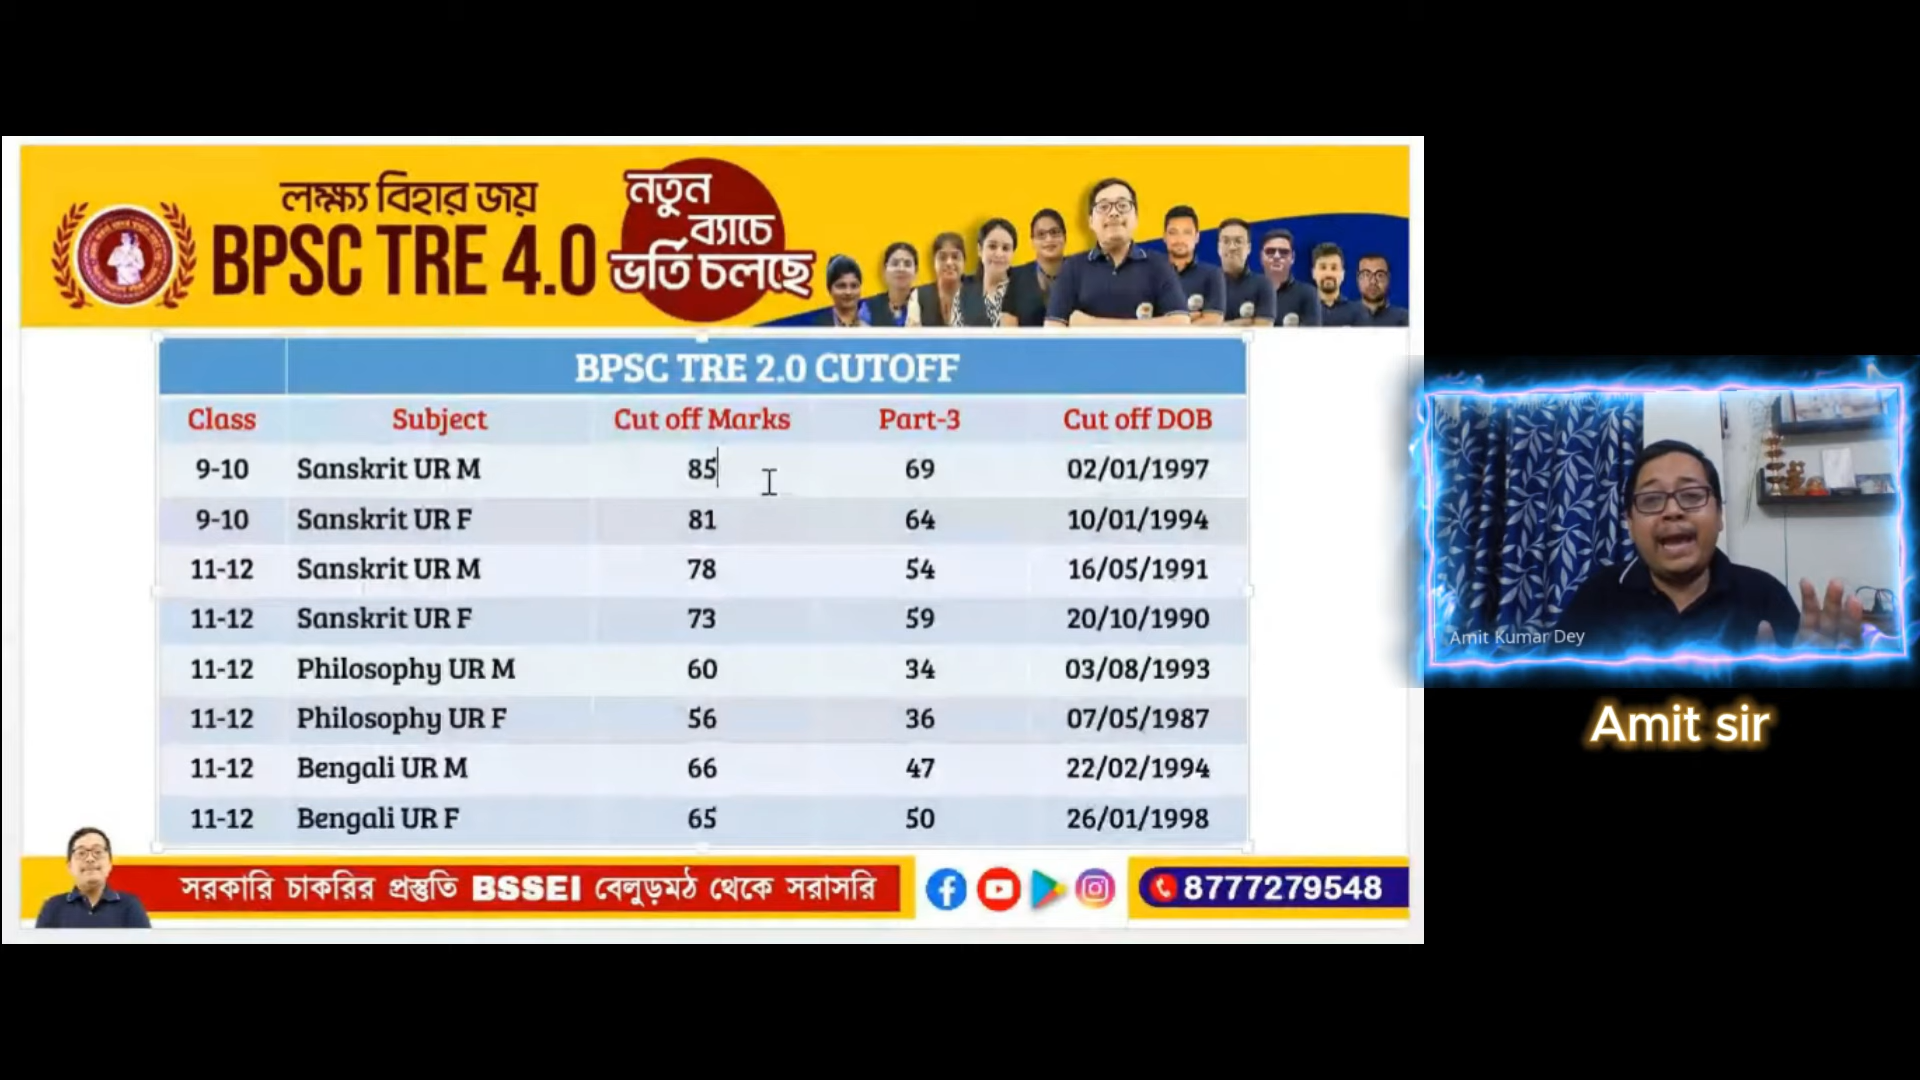 লক্ষ্য বিহার জয়
BPSC TRE 4.0
নতুন
ব্যাচে
ভর্তি চলছে
BPSC TRE 2.0 CUTOFF
Class Subject Cut off Marks Part-3 Cut off DOB
9-10 Sanskrit UR M 85 69 02/01/1997
9-10 Sanskrit UR F 81 64 10/01/1994
11-12 Sanskrit UR M 78 54 16/05/1991
11-12 Sanskrit UR F 73 59 20/10/1990
11-12 Philosophy UR M 60 34 03/08/1993
11-12 Philosophy UR F 56 36 07/05/1987
11-12 Bengali UR M 66 47 22/02/1994
11-12 Bengali UR F 65 50 26/01/1998
সরকারি চাকরির প্রস্তুতি BSSEI বেলুড়মঠ থেকে সরাসরি
8777279548
Amit Kumar Dey
Amit sir